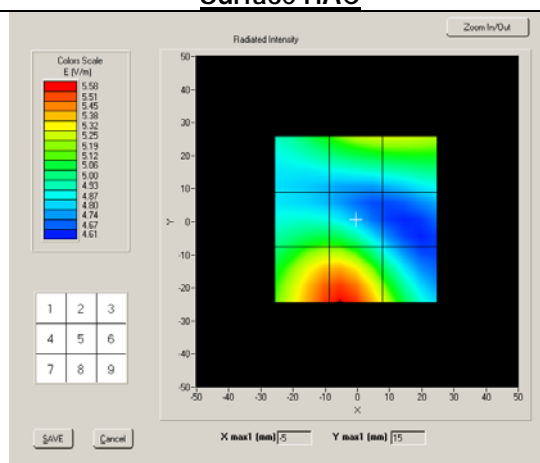 Surface HAC
Zoom In/Out
Radiated Intensity
Colors Scale
E (V/m)
5.58
5.51
5.45
5.38
5.32
5.25
5.19
5.12
5.06
5.00
4.93
4.87
4.80
4.74
4.67
4.61
50
40
30
20
10
Y 0
-10
-20
-30
-40
-50
-50 -40 -30 -20 -10 0 10 20 30 40 50
X
1 2 3
4 5 6
7 8 9
SAVE Cancel X max1 (mm) -5 Y max1 (mm) 15